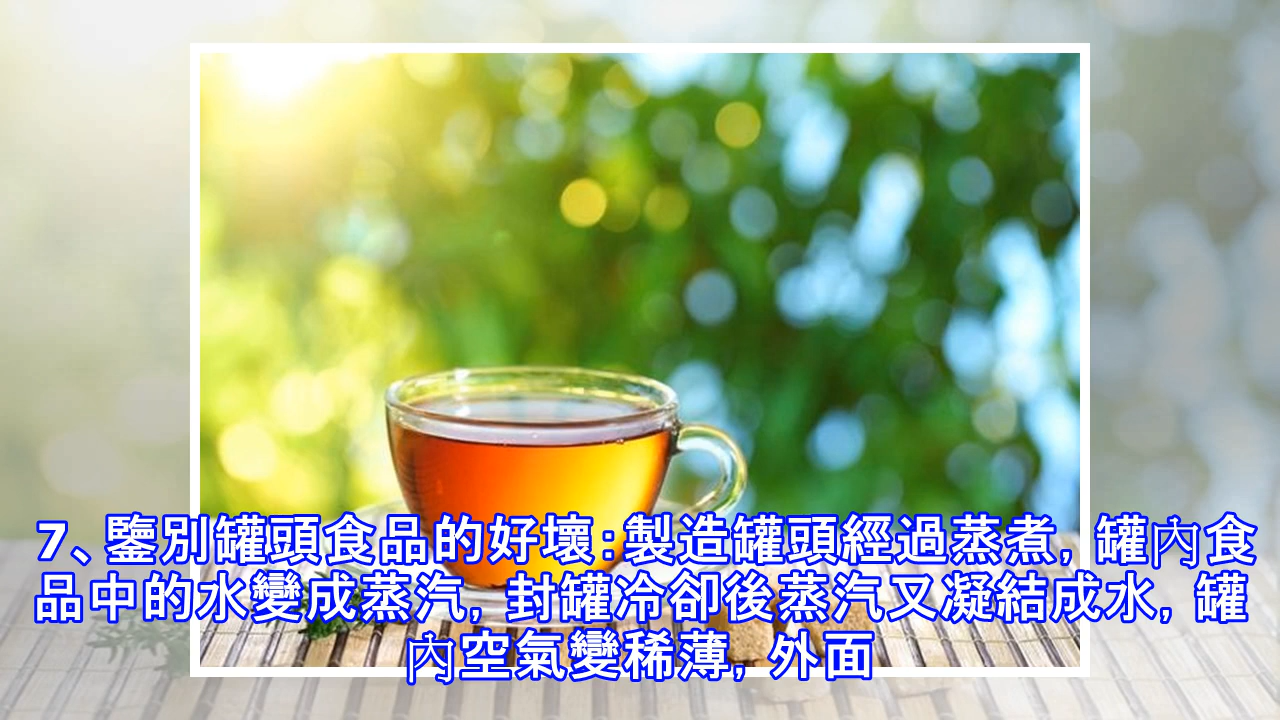 7、鑒別罐頭食品的好壞:製造罐頭經過蒸煮, 罐內食
品中的水變成蒸汽, 封罐冷卻後蒸汽又凝結成水, 罐
內空氣變稀薄, 外面